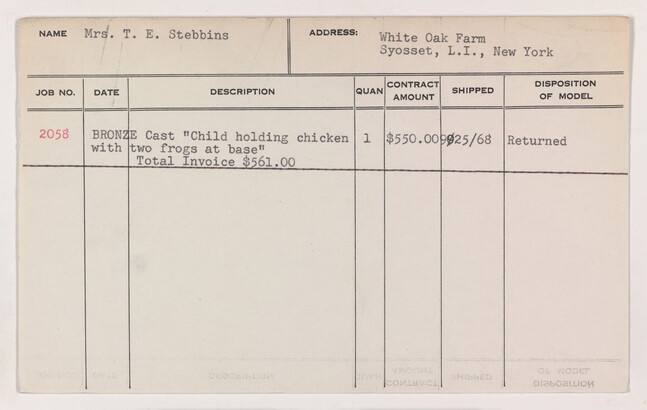 NAME Mrs. T. E. Stebbins ADDRESS: White Oak Farm
Syosset, L.I., New York
JOB NO. DATE DESCRIPTION QUAN CONTRACT AMOUNT SHIPPED DISPOSITION OF MODEL
2058 BRONZE Cast "Child holding chicken 1 $550.00 9/25/68 Returned
with two frogs at base"
Total Invoice $561.00